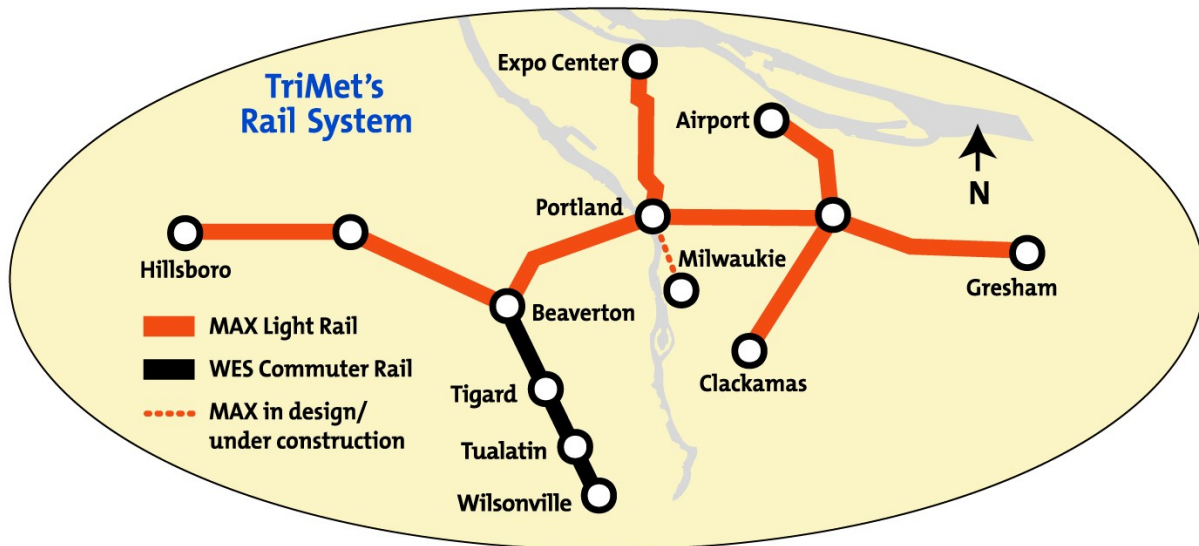 TriMet's
Rail System
Expo Center
Airport
N
Portland
Milwaukie
Hillsboro
Beaverton
Gresham
Clackamas
MAX Light Rail
WES Commuter Rail
MAX in design/
under construction
Tigard
Tualatin
Wilsonville